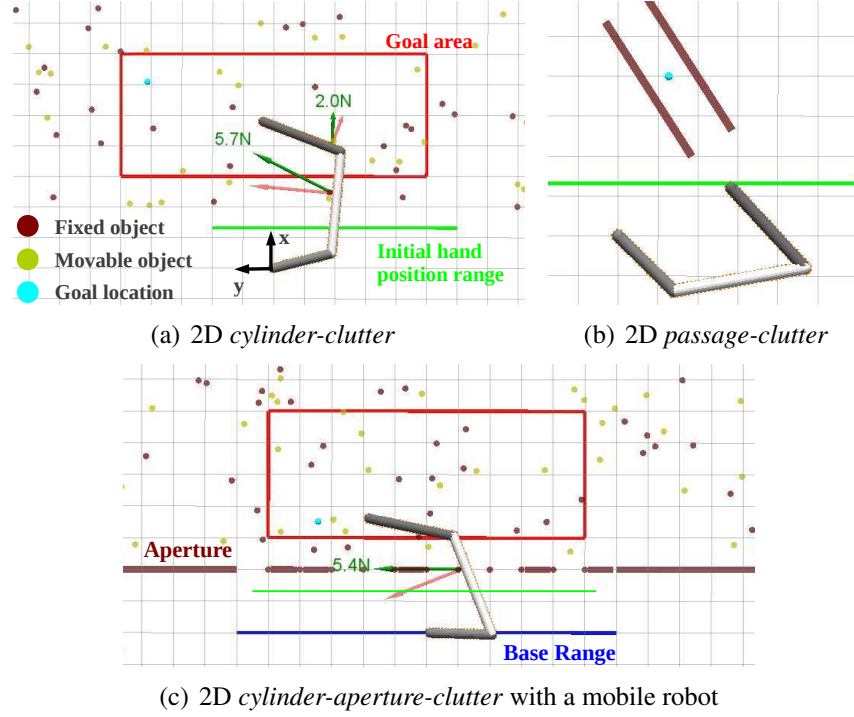 Goal area
2.0N
5.7N
Fixed object
Movable object
Goal location
x
y
Initial hand
position range
(a) 2D cylinder-clutter
(b) 2D passage-clutter
Aperture
5.4N
Base Range
(c) 2D cylinder-aperture-clutter with a mobile robot